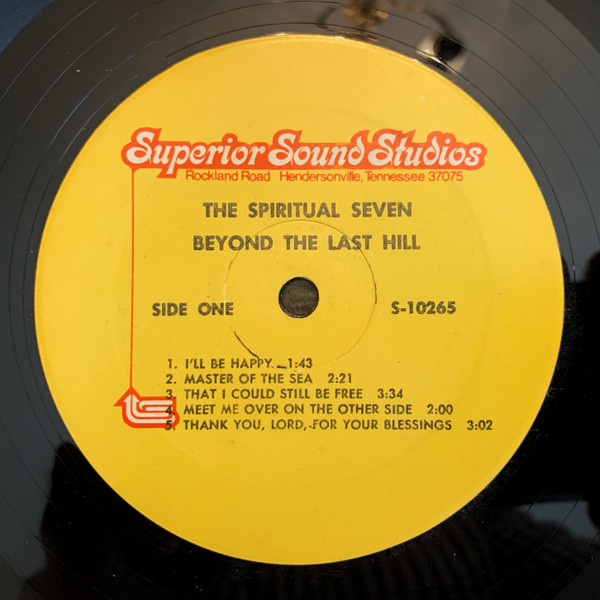 Superior Sound Studios
Rockland Road Hendersonville, Tennessee 37075
THE SPIRITUAL SEVEN
BEYOND THE LAST HILL
SIDE ONE S-10265
1. I'LL BE HAPPY 1:43
2. MASTER OF THE SEA 2:21
3. THAT I COULD STILL BE FREE 3:34
4. MEET ME OVER ON THE OTHER SIDE 2:00
5. THANK YOU, LORD, FOR YOUR BLESSINGS 3:02